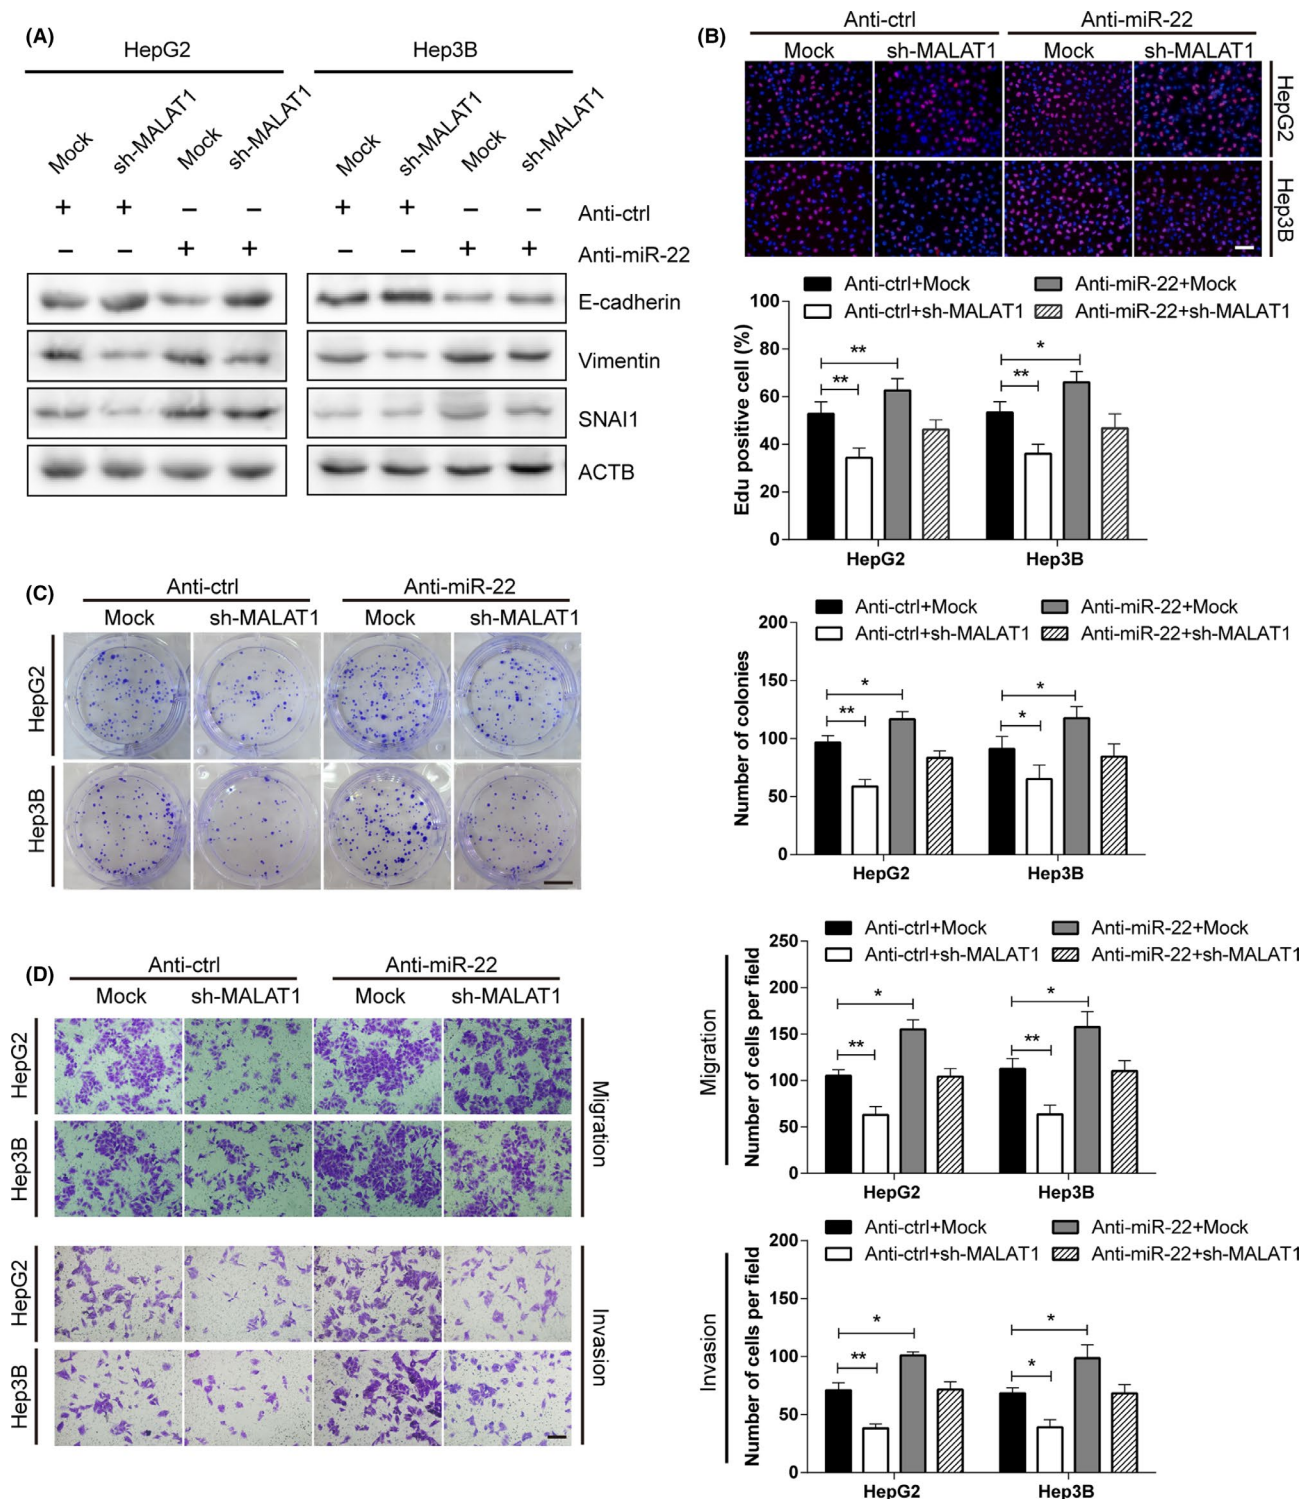 (A)
HepG2 Hep3B
Mock sh-MALAT1 Mock sh-MALAT1 Mock sh-MALAT1 Mock sh-MALAT1
+ + − − + + − − Anti-ctrl
− − + + − − + + Anti-miR-22
E-cadherin
Vimentin
SNAI1
ACTB
(B)
Anti-ctrl Anti-miR-22
Mock sh-MALAT1 Mock sh-MALAT1
HepG2
Hep3B
Anti-ctrl+Mock Anti-miR-22+Mock
Anti-ctrl+sh-MALAT1 Anti-miR-22+sh-MALAT1
Edu positive cell (%)
100
80
60
40
20
0
** ** * **
HepG2 Hep3B
(C)
Anti-ctrl Anti-miR-22
Mock sh-MALAT1 Mock sh-MALAT1
HepG2
Hep3B
Anti-ctrl+Mock Anti-miR-22+Mock
Anti-ctrl+sh-MALAT1 Anti-miR-22+sh-MALAT1
Number of colonies
200
150
100
50
0
* ** * *
HepG2 Hep3B
(D)
Anti-ctrl Anti-miR-22
Mock sh-MALAT1 Mock sh-MALAT1
HepG2
Hep3B
Migration
HepG2
Hep3B
Invasion
Anti-ctrl+Mock Anti-miR-22+Mock
Anti-ctrl+sh-MALAT1 Anti-miR-22+sh-MALAT1
Migration
Number of cells per field
250
200
150
100
50
0
* ** * **
HepG2 Hep3B
Anti-ctrl+Mock Anti-miR-22+Mock
Anti-ctrl+sh-MALAT1 Anti-miR-22+sh-MALAT1
Invasion
Number of cells per field
200
150
100
50
0
* ** * *
HepG2 Hep3B